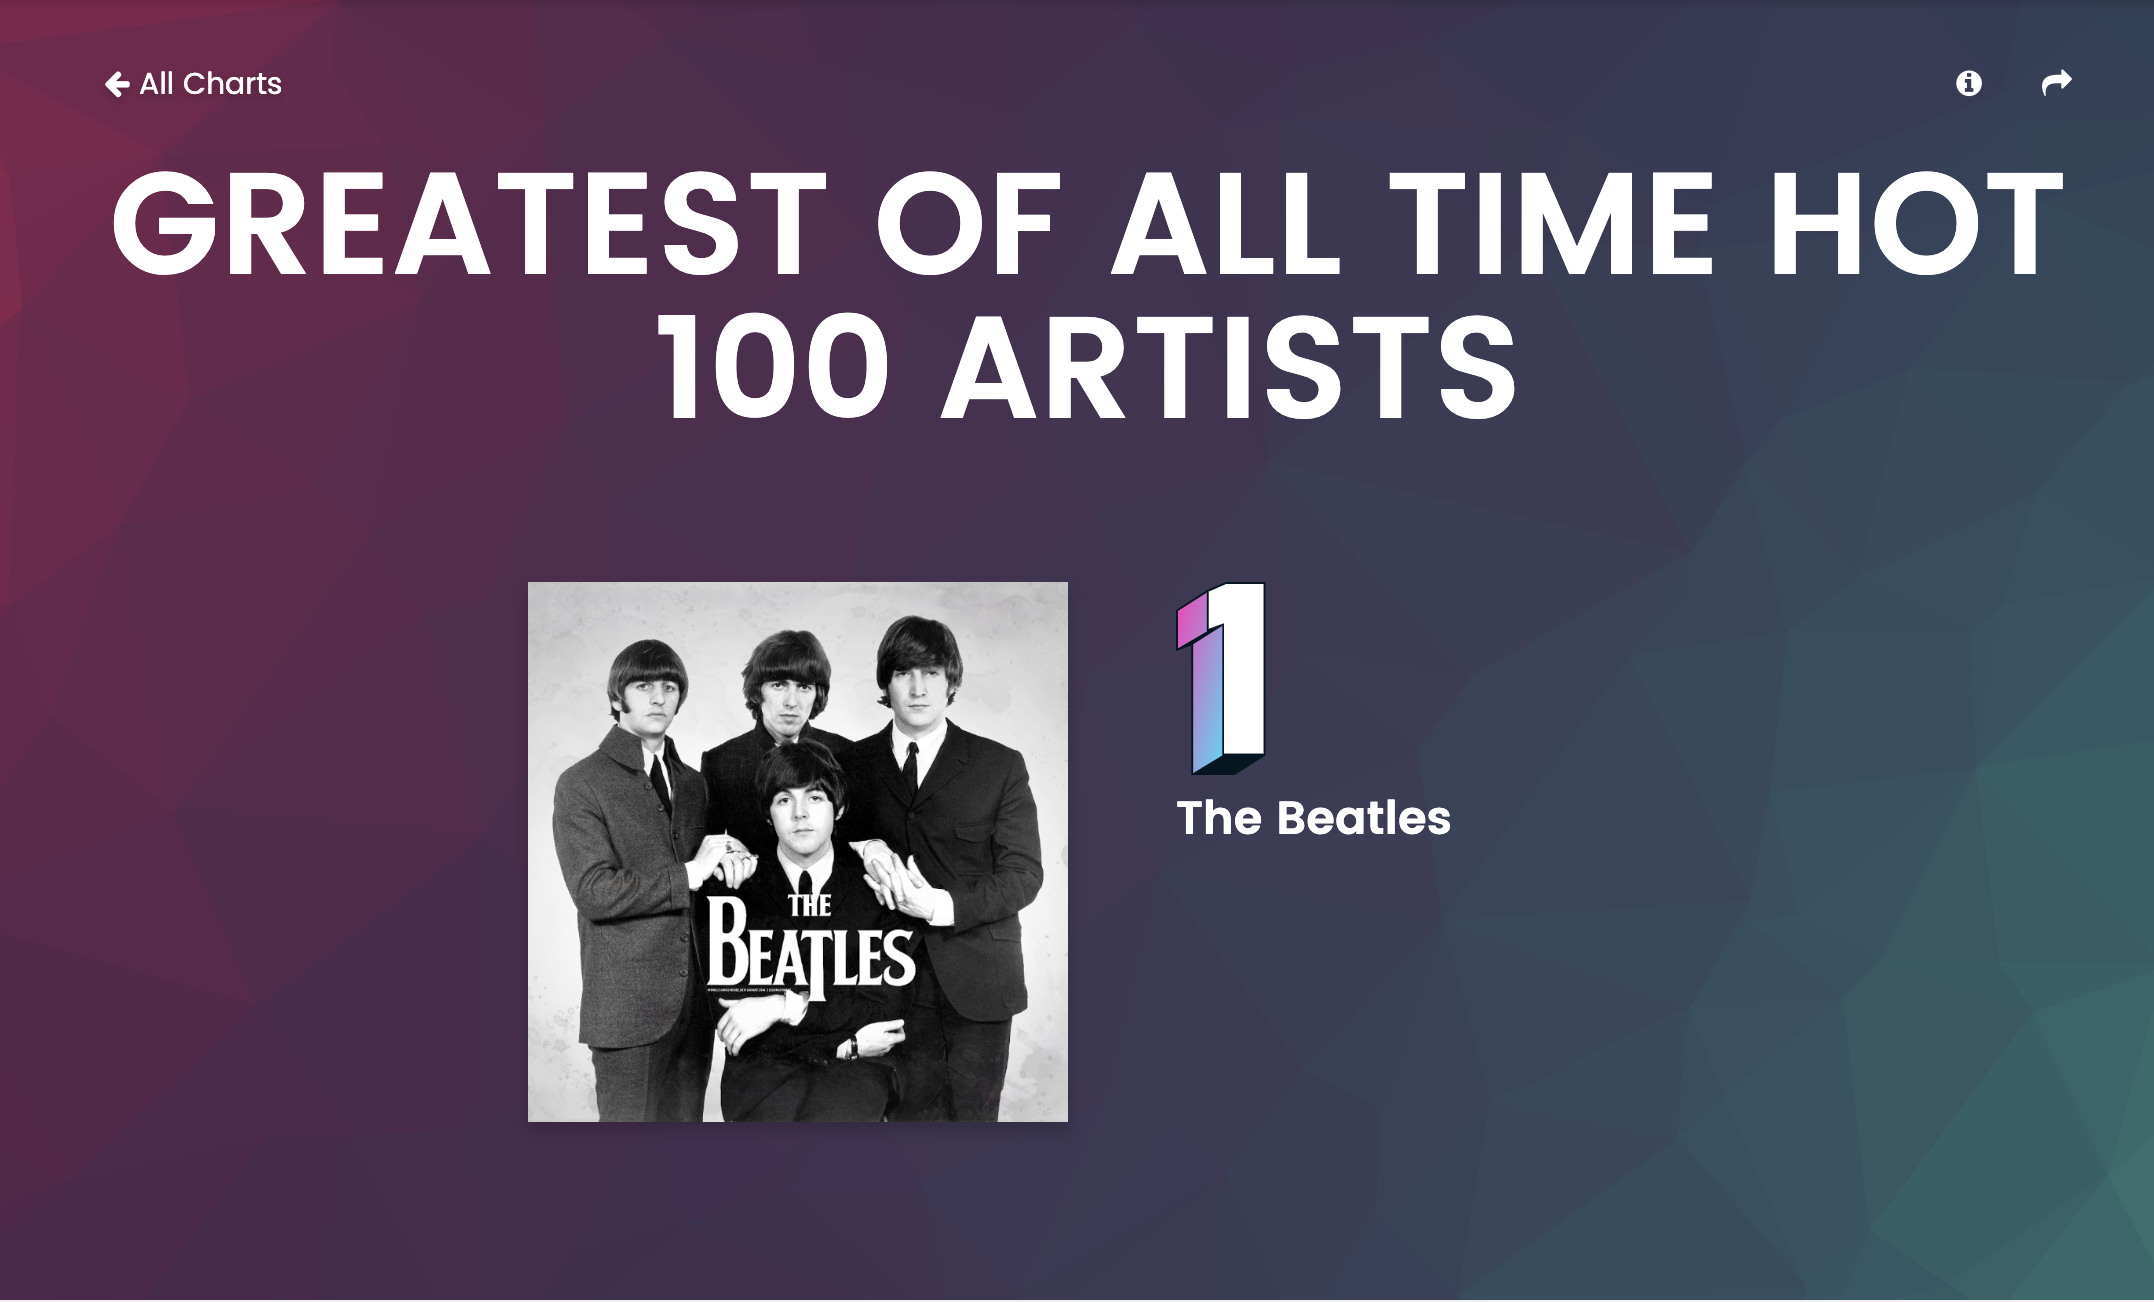 All Charts
GREATEST OF ALL TIME HOT
100 ARTISTS
1
The Beatles
THE
BEATLES